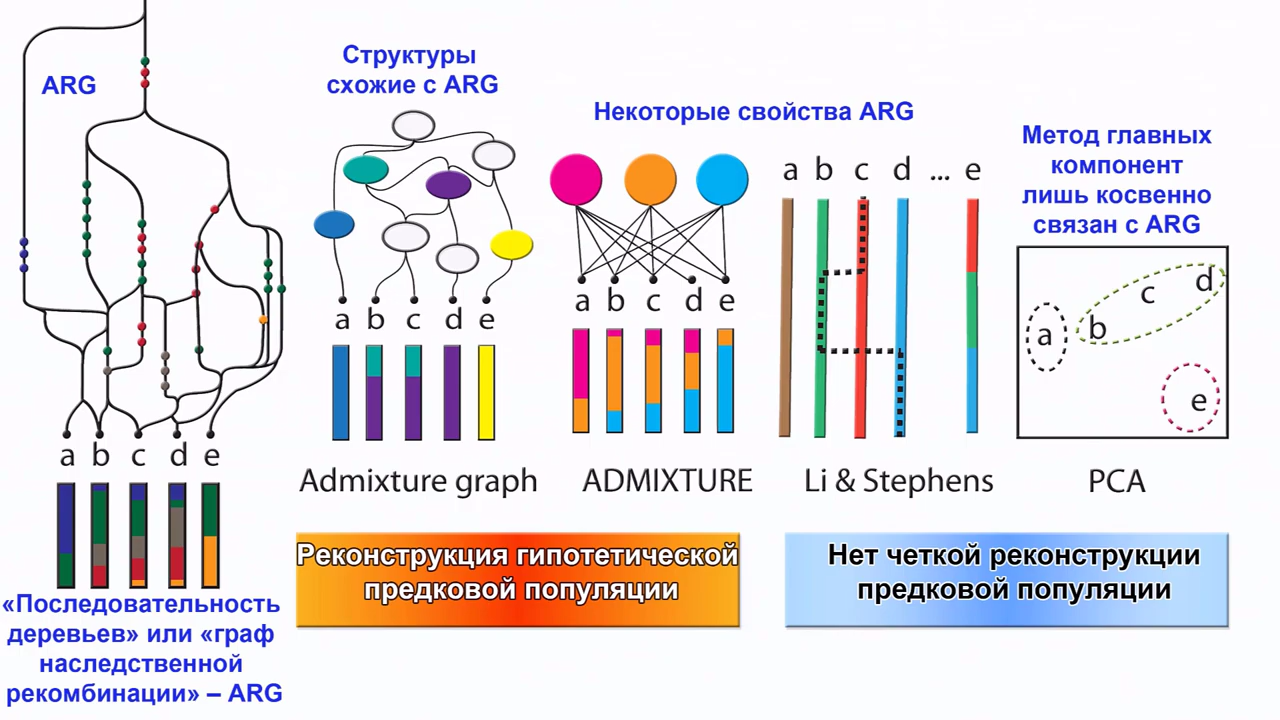 ARG
Структуры
схожие с ARG
Некоторые свойства ARG
Метод главных
компонент
лишь косвенно
связан с ARG
a b c d e
«Последовательность
деревьев» или «граф
наследственной
рекомбинации» – ARG
a b c d e
Admixture graph
a b c d e
ADMIXTURE
a b c d ... e
Li & Stephens
a b c d e
PCA
Реконструкция гипотетической
предковой популяции
Нет четкой реконструкции
предковой популяции